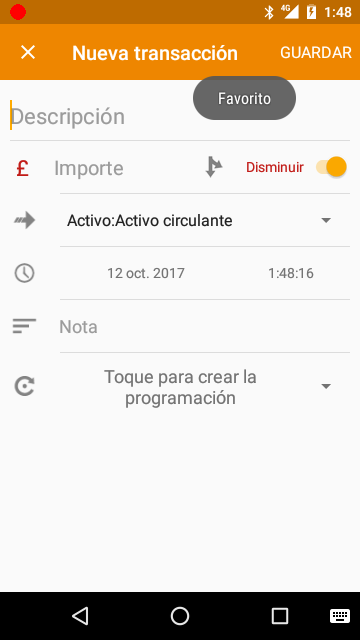 4G 1:48
Nueva transacción GUARDAR
Favorito
Descripción
£ Importe Disminuir
Activo:Activo circulante
12 oct. 2017 1:48:16
Nota
Toque para crear la
programación